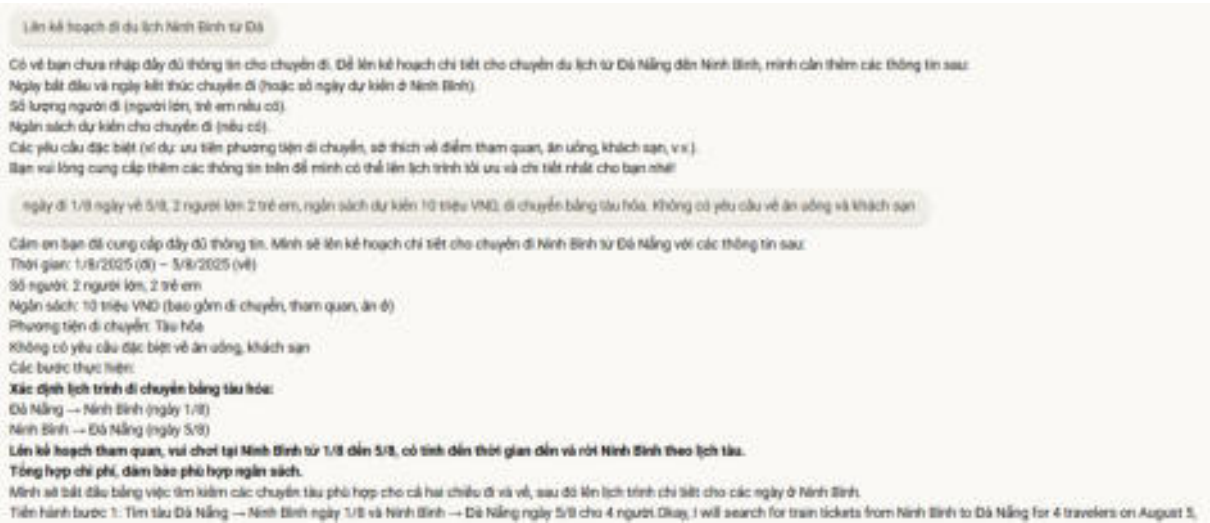 Lên kế hoạch đi du lịch Ninh Bình từ Đà
Có vẻ bạn chưa nhập đầy đủ thông tin cho chuyến đi. Để lên kế hoạch chi tiết cho chuyến du lịch từ Đà Nẵng đến Ninh Bình, mình cần thêm các thông tin sau:
Ngày bắt đầu và ngày kết thúc chuyến đi (hoặc số ngày dự kiến ở Ninh Bình).
Số lượng người đi (người lớn, trẻ em nếu có).
Ngân sách dự kiến cho chuyến đi (nếu có).
Các yêu cầu đặc biệt (ví dụ: ưu tiên phương tiện di chuyển, sở thích về điểm tham quan, ăn uống, khách sạn, v.v.).
Bạn vui lòng cung cấp thêm các thông tin trên để mình có thể lên lịch trình tối ưu và chi tiết nhất cho bạn nhé!
ngày đi 1/8 ngày về 5/8, 2 người lớn 2 trẻ em, ngân sách dự kiến 10 triệu VND, di chuyển bằng tàu hỏa. Không có yêu cầu về ăn uống và khách sạn
Cảm ơn bạn đã cung cấp đầy đủ thông tin. Mình sẽ lên kế hoạch chi tiết cho chuyến đi Ninh Bình từ Đà Nẵng với các thông tin sau:
Thời gian: 1/8/2025 (đi) – 5/8/2025 (về)
Số người: 2 người lớn, 2 trẻ em
Ngân sách: 10 triệu VND (bao gồm di chuyển, tham quan, ăn ở)
Phương tiện di chuyển: Tàu hỏa
Không có yêu cầu đặc biệt về ăn uống, khách sạn
Các bước thực hiện:
Xác định lịch trình di chuyển bằng tàu hỏa:
Đà Nẵng → Ninh Bình (ngày 1/8)
Ninh Bình → Đà Nẵng (ngày 5/8)
Lên kế hoạch tham quan, vui chơi tại Ninh Bình từ 1/8 đến 5/8, có tính đến thời gian đến và rời Ninh Bình theo lịch tàu.
Tổng hợp chi phí, đảm bảo phù hợp ngân sách.
Mình sẽ bắt đầu bằng việc tìm kiếm các chuyến tàu phù hợp cho cả hai chiều đi và về, sau đó lên lịch trình chi tiết cho các ngày ở Ninh Bình.
Tiến hành bước 1: Tìm tàu Đà Nẵng → Ninh Bình ngày 1/8 và Ninh Bình → Đà Nẵng ngày 5/8 cho 4 người.Okay, I will search for train tickets from Ninh Bình to Đà Nẵng for 4 travelers on August 5,